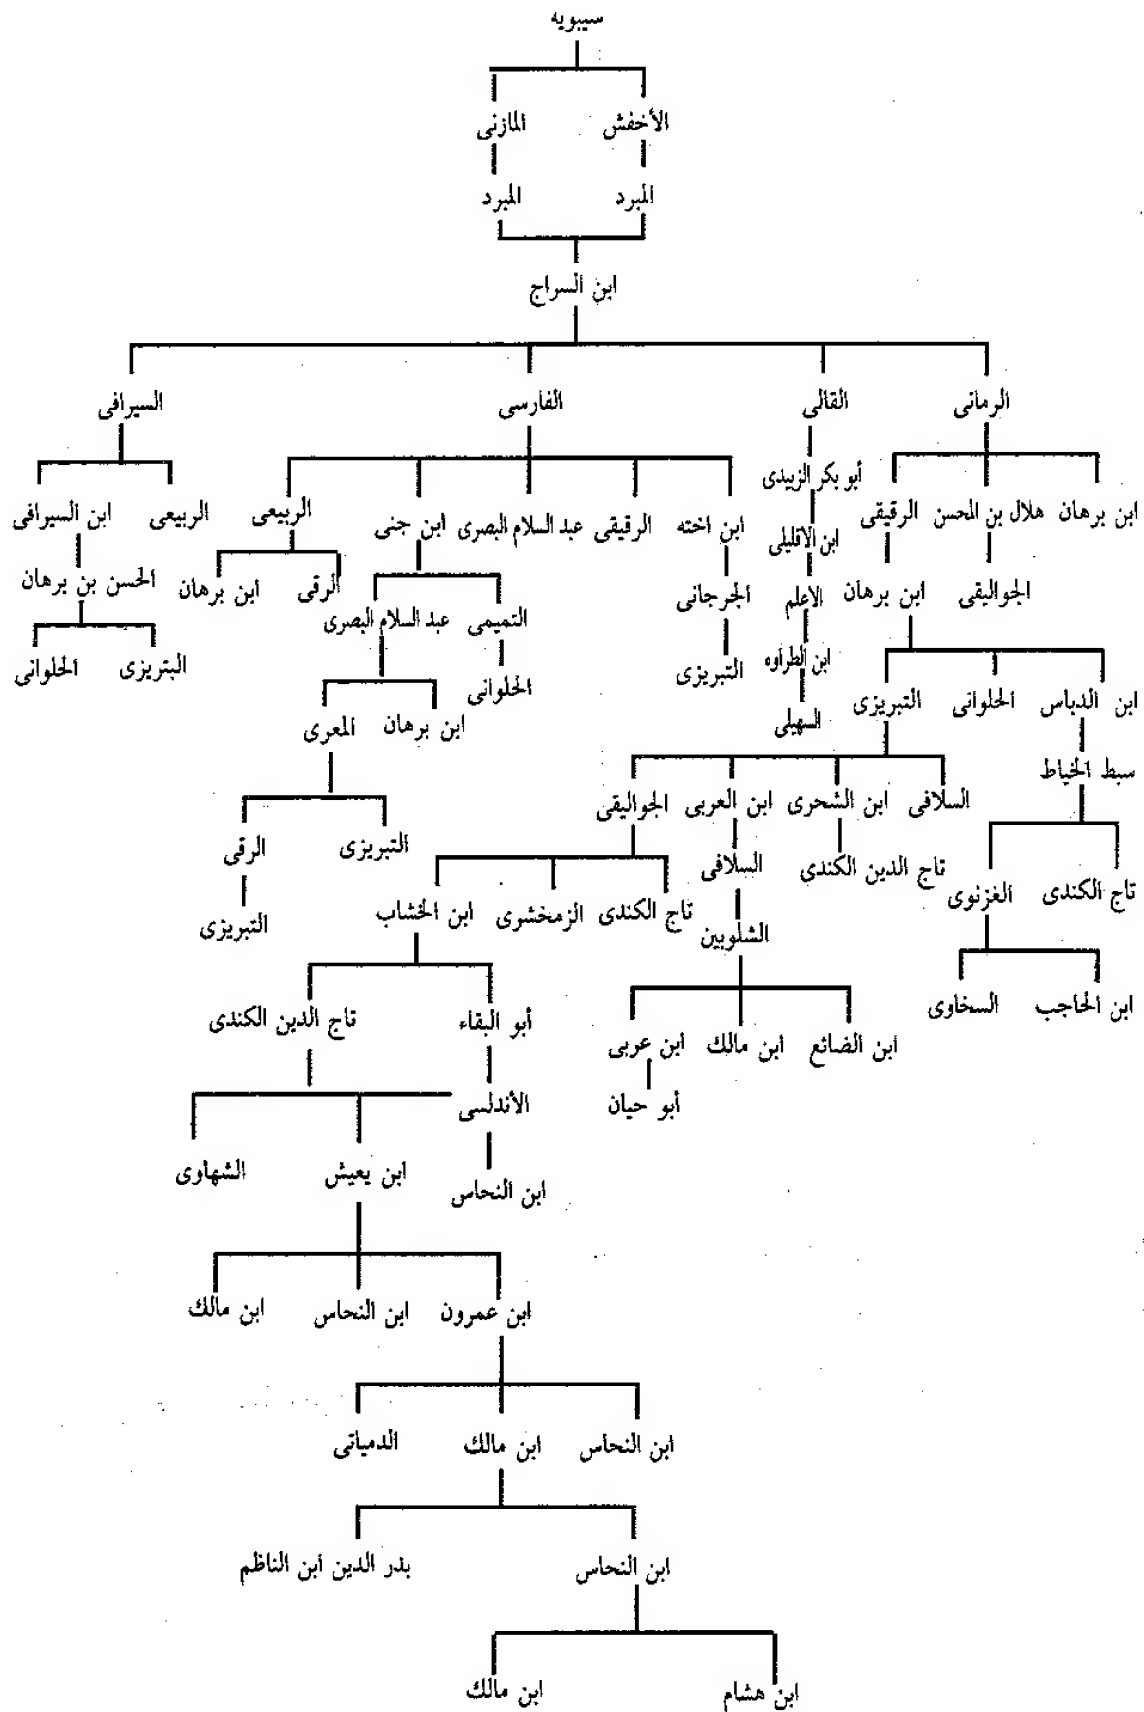 سيبويه
الأخفش المازنى
المبرد المبرد
ابن السراج
الرمانى القالى الفارسى السيرافى
أبو بكر الزبيدى
ابن برهان هلال بن المحسن الرقيقى ابن اخته الرقيقى عبد السلام البصرى ابن جنى الربيعى الربيعى ابن السيرافى
ابن الاقليلى
الجواليقى ابن برهان الاعلم الجرجانى الرقى ابن برهان الحسن بن برهان
التميمى عبد السلام البصرى
ابن الطراوه التبريزى الحلوانى البتريزى الحلوانى
ابن الدباس الحلوانى التبريزى السهيلى ابن برهان المعرى
سبط الخياط
السلافى ابن الشحرى ابن العربى الجواليقى
التبريزى الرقى
تاج الدين الكندى السلافى
تاج الكندى الغزنوى تاج الكندى الزمخشرى ابن الخشاب التبريزى
الشلوبين
ابن الحاجب السخاوى أبو البقاء تاج الدين الكندى
ابن الضائع ابن مالك ابن عربى
أبو حيان الأندلسى
ابن النحاس ابن يعيش الشهاوى
ابن عمرون ابن النحاس ابن مالك
ابن النحاس ابن مالك الدمياتى
ابن النحاس بدر الدين ابن الناظم
ابن هشام ابن مالك